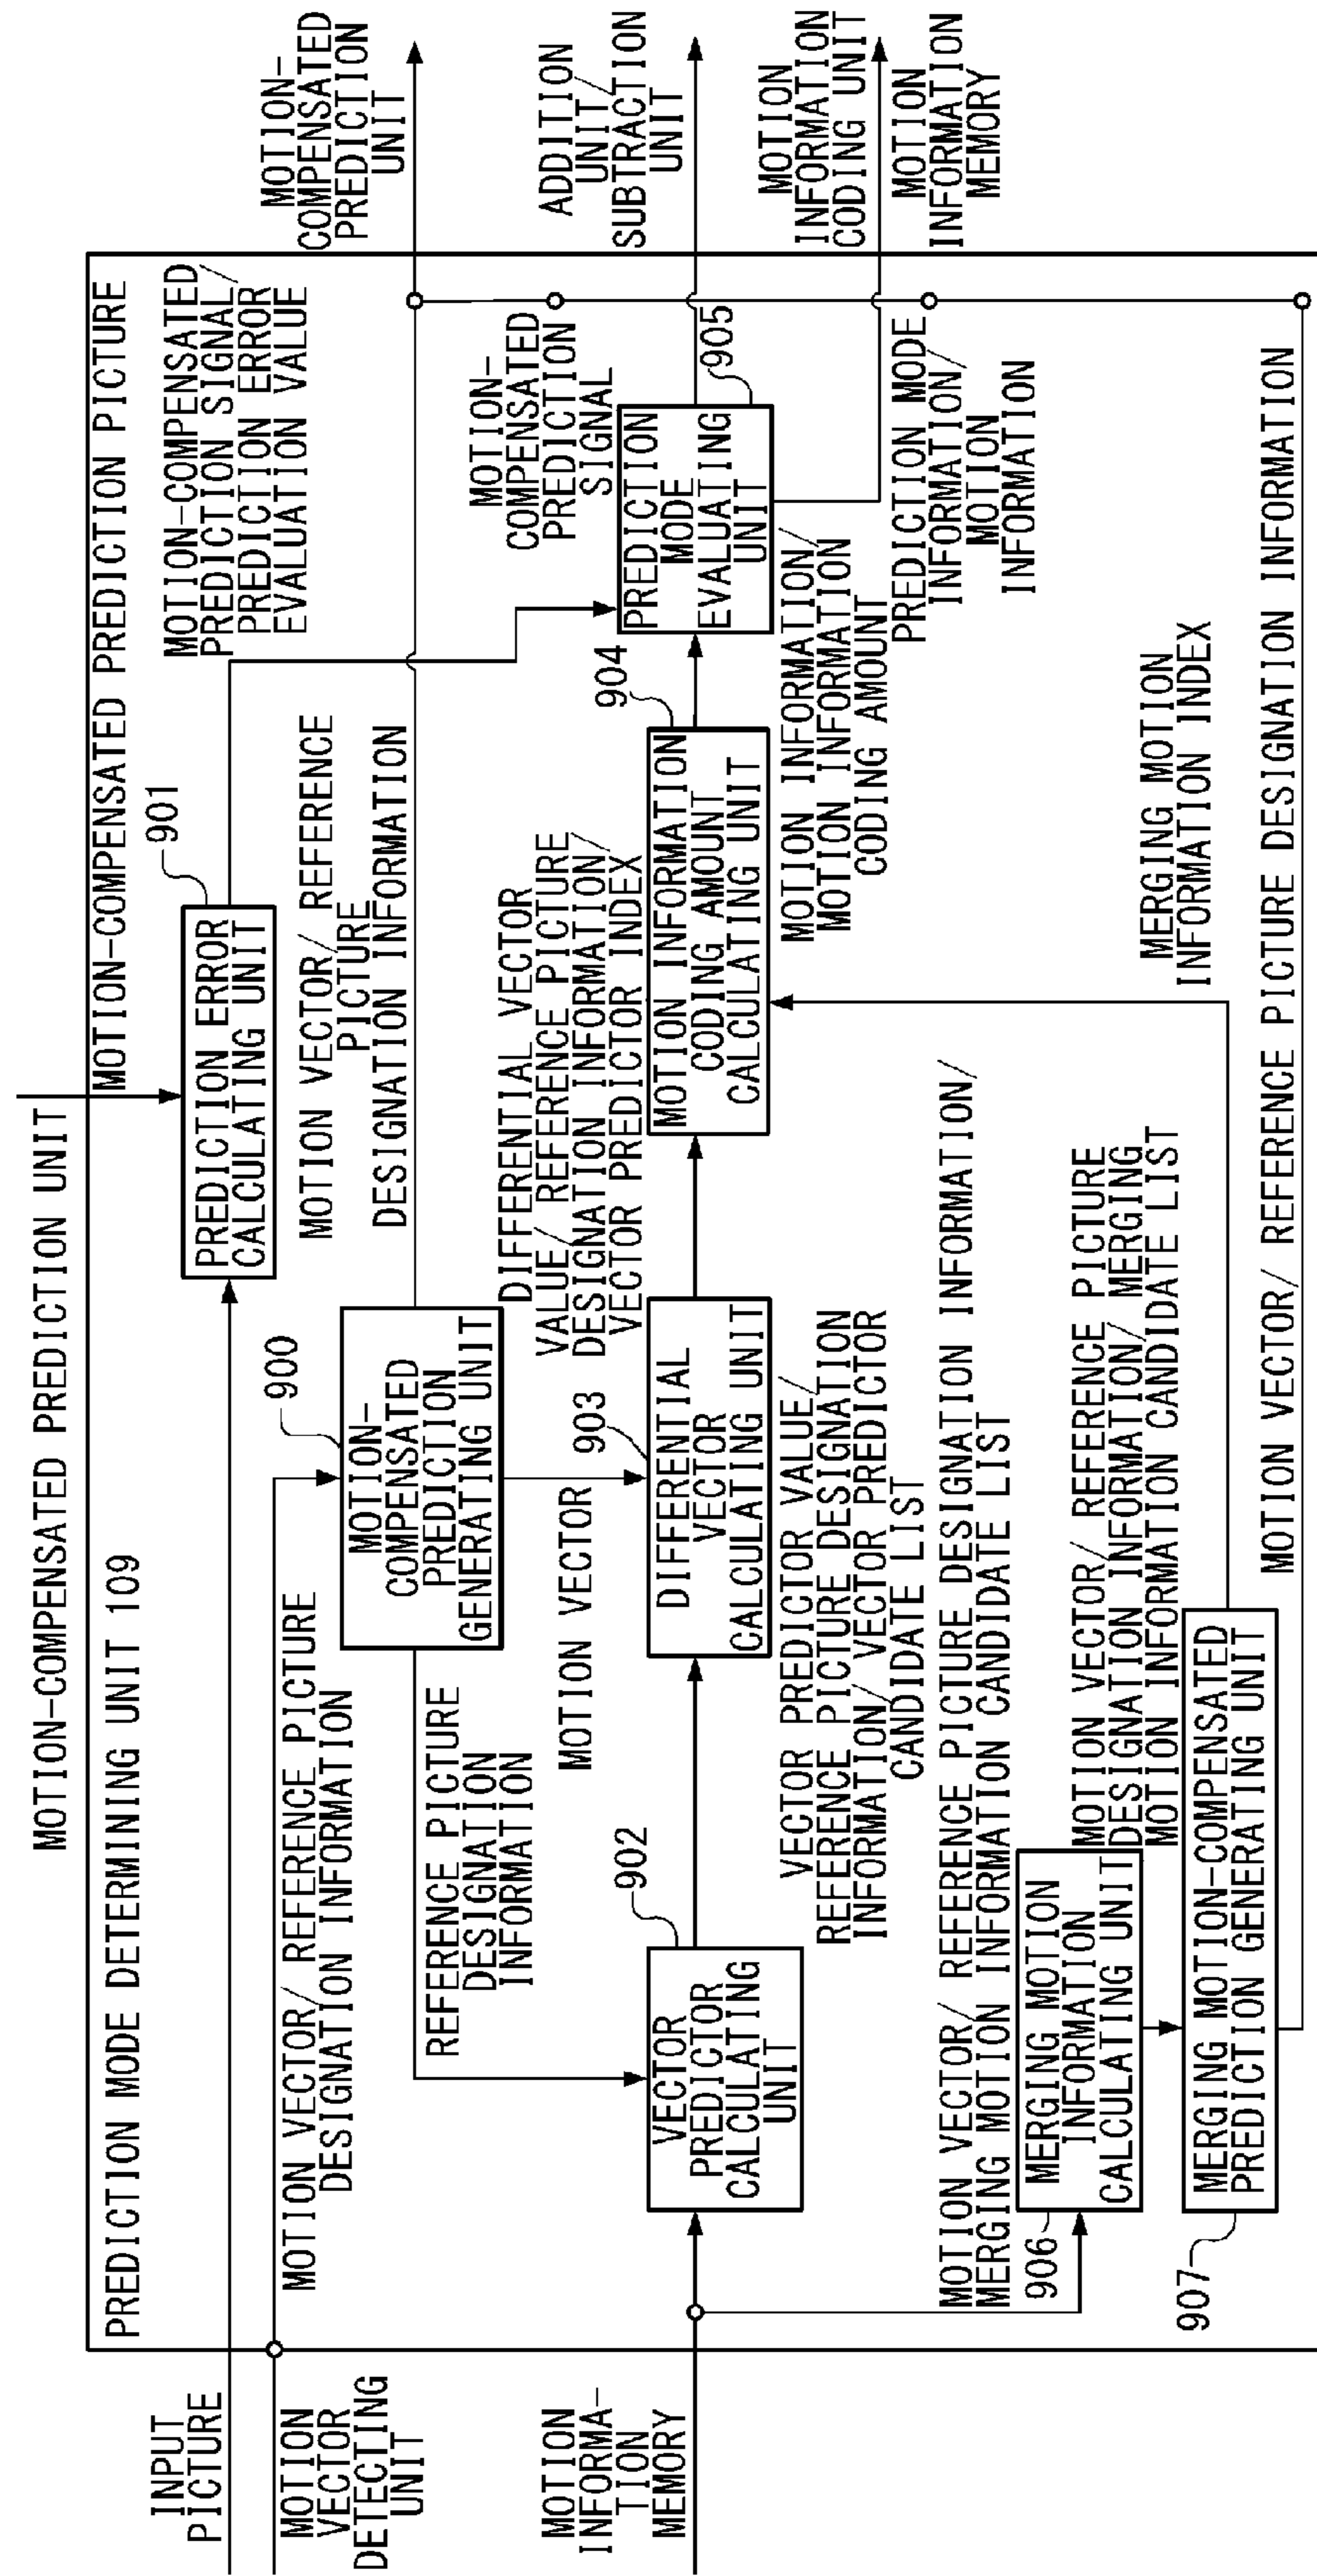 MOTION-COMPENSATED PREDICTION UNIT
PREDICTION MODE DETERMINING UNIT 109
MOTION-COMPENSATED PREDICTION PICTURE
INPUT
PICTURE
MOTION
VECTOR
DETECTING
UNIT
MOTION
INFORMA-
TION
MEMORY
PREDICTION ERROR
CALCULATING UNIT
901
MOTION-COMPENSATED
PREDICTION SIGNAL/
PREDICTION ERROR
EVALUATION VALUE
MOTION-
COMPENSATED
PREDICTION
UNIT
MOTION VECTOR/ REFERENCE PICTURE
DESIGNATION INFORMATION
900
MOTION-
COMPENSATED
PREDICTION
GENERATING UNIT
MOTION VECTOR/ REFERENCE
PICTURE
DESIGNATION INFORMATION
REFERENCE PICTURE
DESIGNATION
INFORMATION
MOTION VECTOR
DIFFERENTIAL VECTOR
VALUE/ REFERENCE PICTURE/
DESIGNATION INFORMATION/
VECTOR PREDICTOR INDEX
MOTION-
COMPENSATED
PREDICTION
SIGNAL
ADDITION
UNIT/
SUBTRACTION
UNIT
902
VECTOR
PREDICTOR
CALCULATING
UNIT
903
DIFFERENTIAL
VECTOR
CALCULATING UNIT
904
MOTION INFORMATION
CODING AMOUNT
CALCULATING UNIT
905
PREDICTION
MODE
EVALUATING
UNIT
MOTION
INFORMATION
CODING UNIT
MOTION
INFORMATION
MEMORY
VECTOR PREDICTOR VALUE/
REFERENCE PICTURE DESIGNATION
INFORMATION/ VECTOR PREDICTOR
CANDIDATE LIST
MOTION INFORMATION/
MOTION INFORMATION
CODING AMOUNT
PREDICTION MODE
INFORMATION/
MOTION
INFORMATION
MOTION VECTOR/ REFERENCE PICTURE DESIGNATION INFORMATION/
MERGING MOTION INFORMATION CANDIDATE LIST
906
MERGING MOTION
INFORMATION
CALCULATING UNIT
MOTION VECTOR/ REFERENCE PICTURE
DESIGNATION INFORMATION/ MERGING
MOTION INFORMATION CANDIDATE LIST
MERGING MOTION
INFORMATION INDEX
907
MERGING MOTION-COMPENSATED
PREDICTION GENERATING UNIT
MOTION VECTOR/ REFERENCE PICTURE DESIGNATION INFORMATION